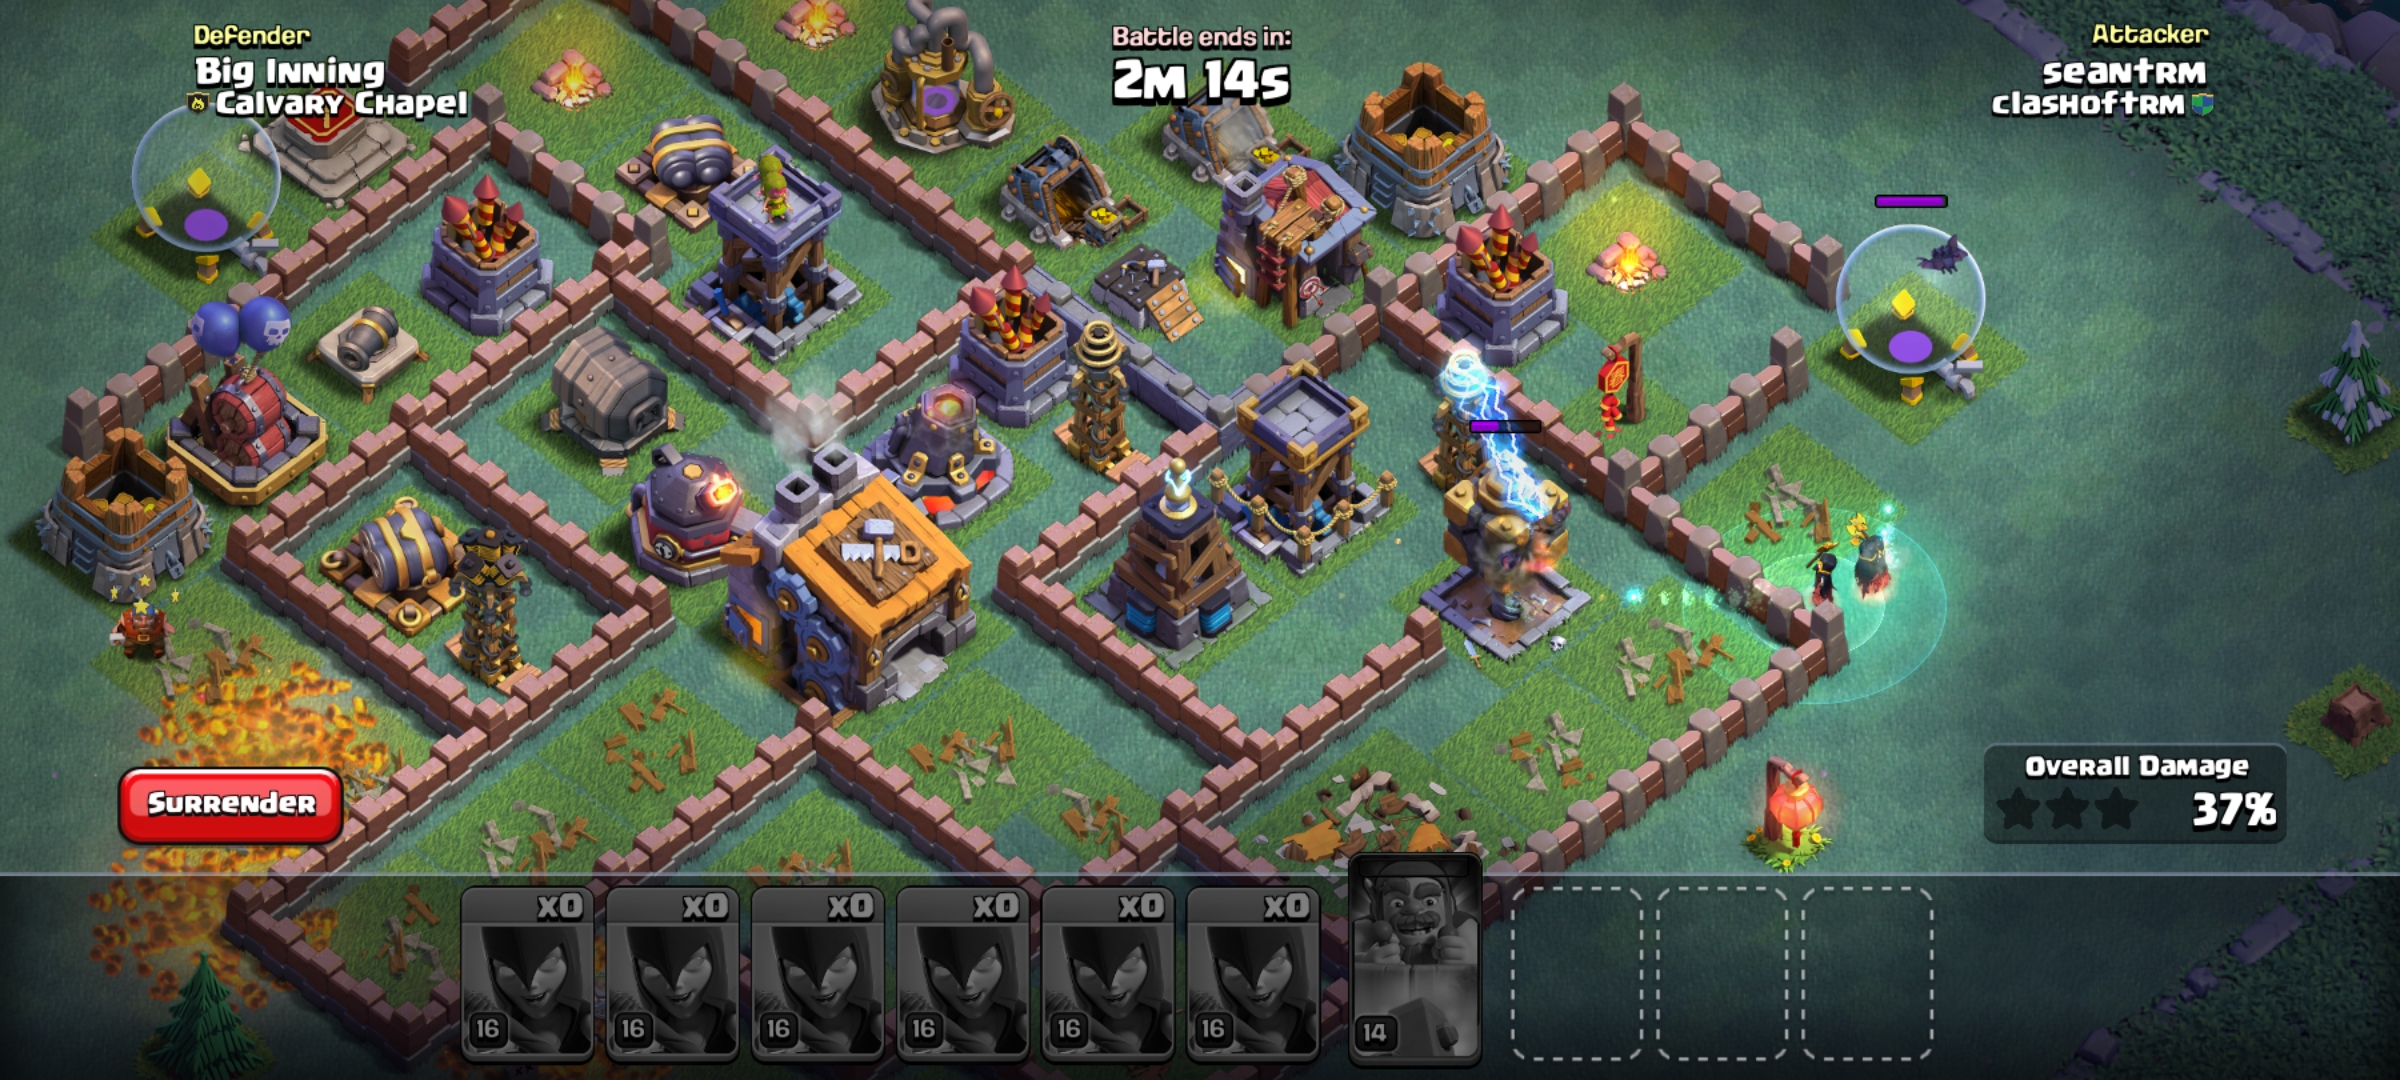 Defender
Big Inning
Calvary Chapel
Battle ends in:
2M 14s
Attacker
seantrm
clashoftrm
Surrender
Overall Damage
37%
x0
x0
x0
x0
x0
x0
16
16
16
16
16
16
14